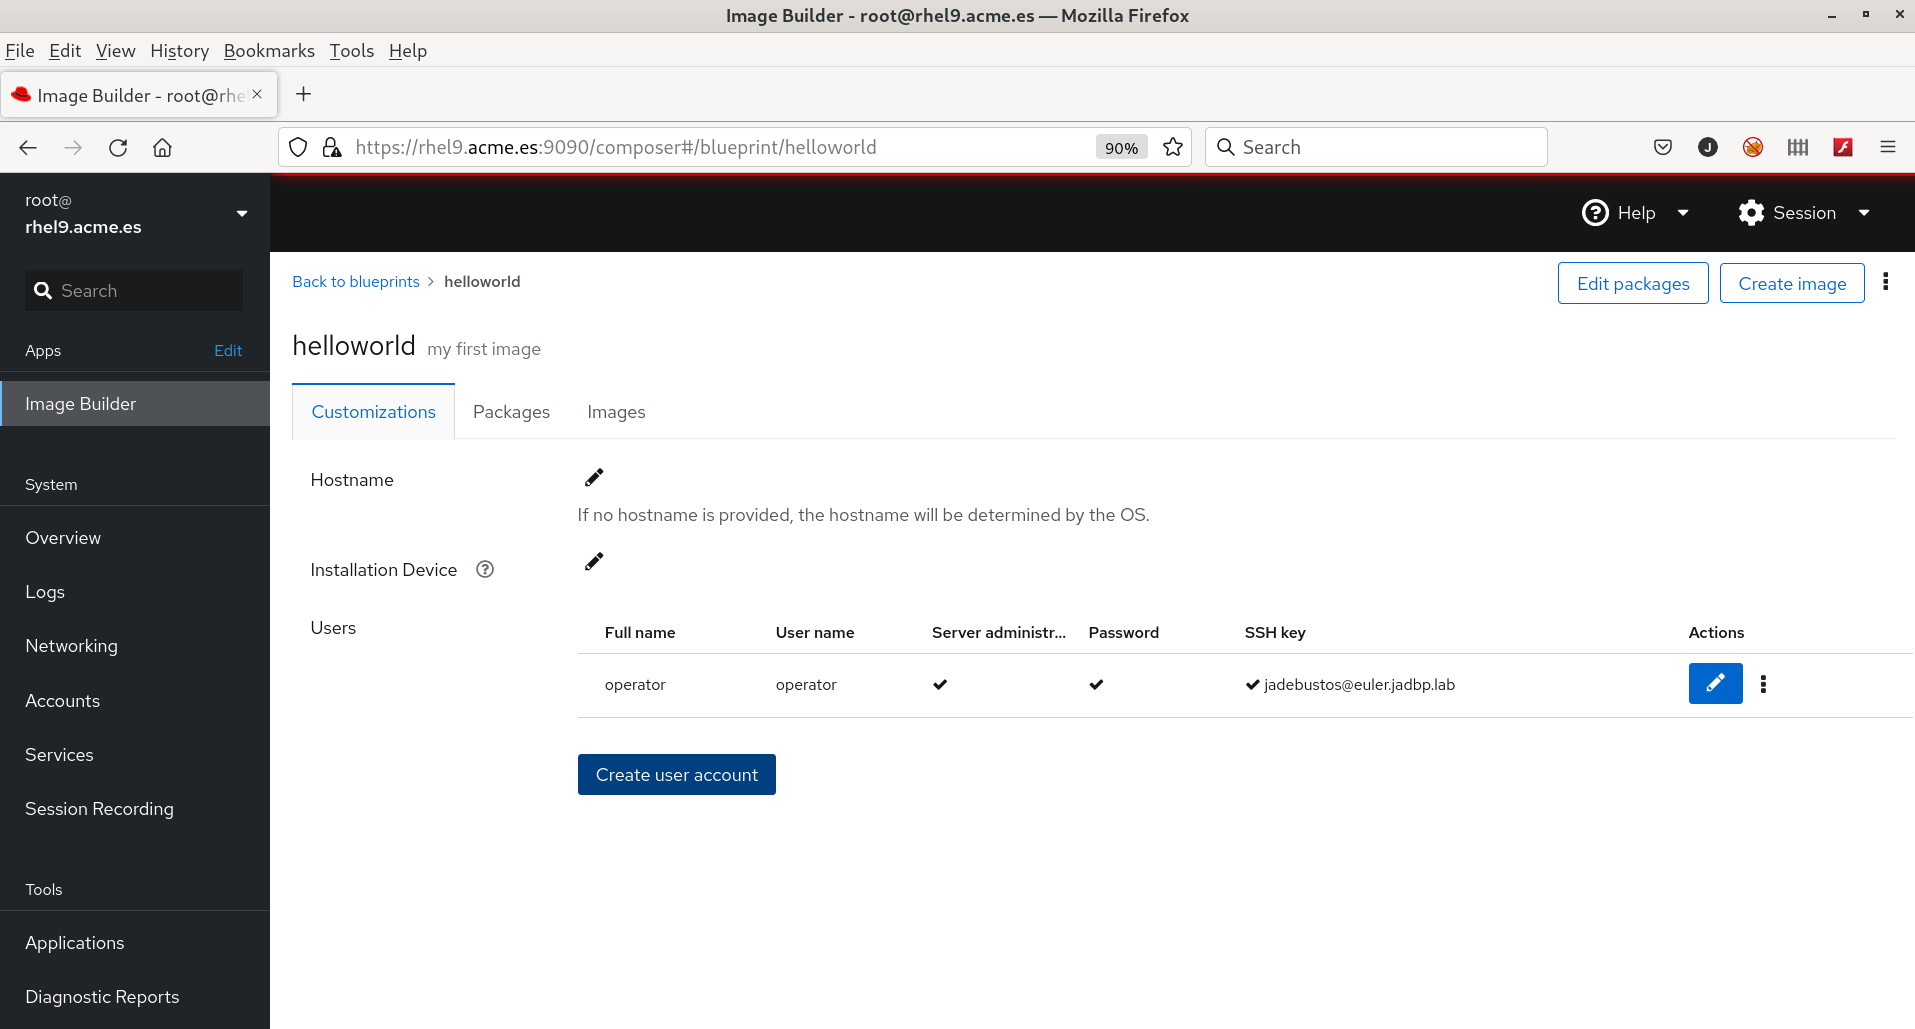 Image Builder - root@rhel9.acme.es — Mozilla Firefox
File Edit View History Bookmarks Tools Help
Image Builder - root@rhe
https://rhel9.acme.es:9090/composer#/blueprint/helloworld 90% Search
J
root@
rhel9.acme.es
Help Session
Search
Apps Edit
Image Builder
System
Overview
Logs
Networking
Accounts
Services
Session Recording
Tools
Applications
Diagnostic Reports
Back to blueprints > helloworld Edit packages Create image
helloworld my first image
Customizations Packages Images
Hostname
If no hostname is provided, the hostname will be determined by the OS.
Installation Device ?
Users
Full name User name Server administr... Password SSH key Actions
operator operator jadebustos@euler.jadbp.lab
Create user account